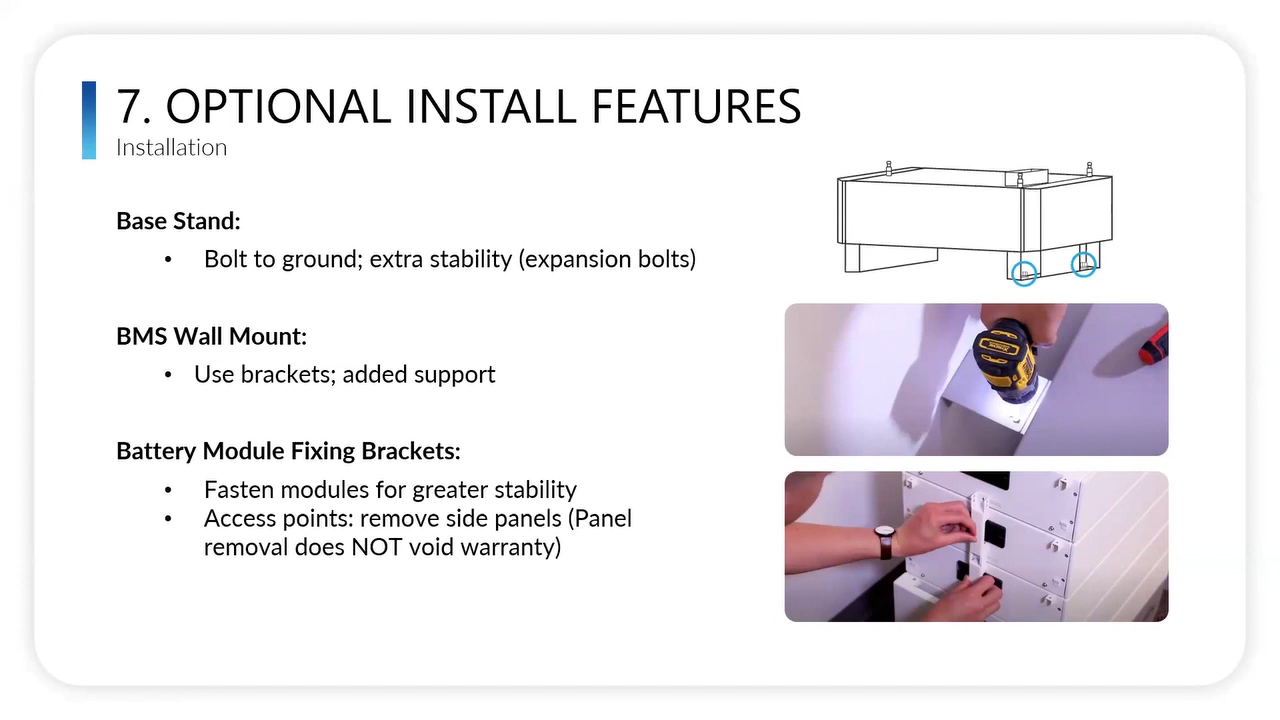 7. OPTIONAL INSTALL FEATURES
Installation
Base Stand:
• Bolt to ground; extra stability (expansion bolts)
BMS Wall Mount:
• Use brackets; added support
Battery Module Fixing Brackets:
• Fasten modules for greater stability
• Access points: remove side panels (Panel
removal does NOT void warranty)